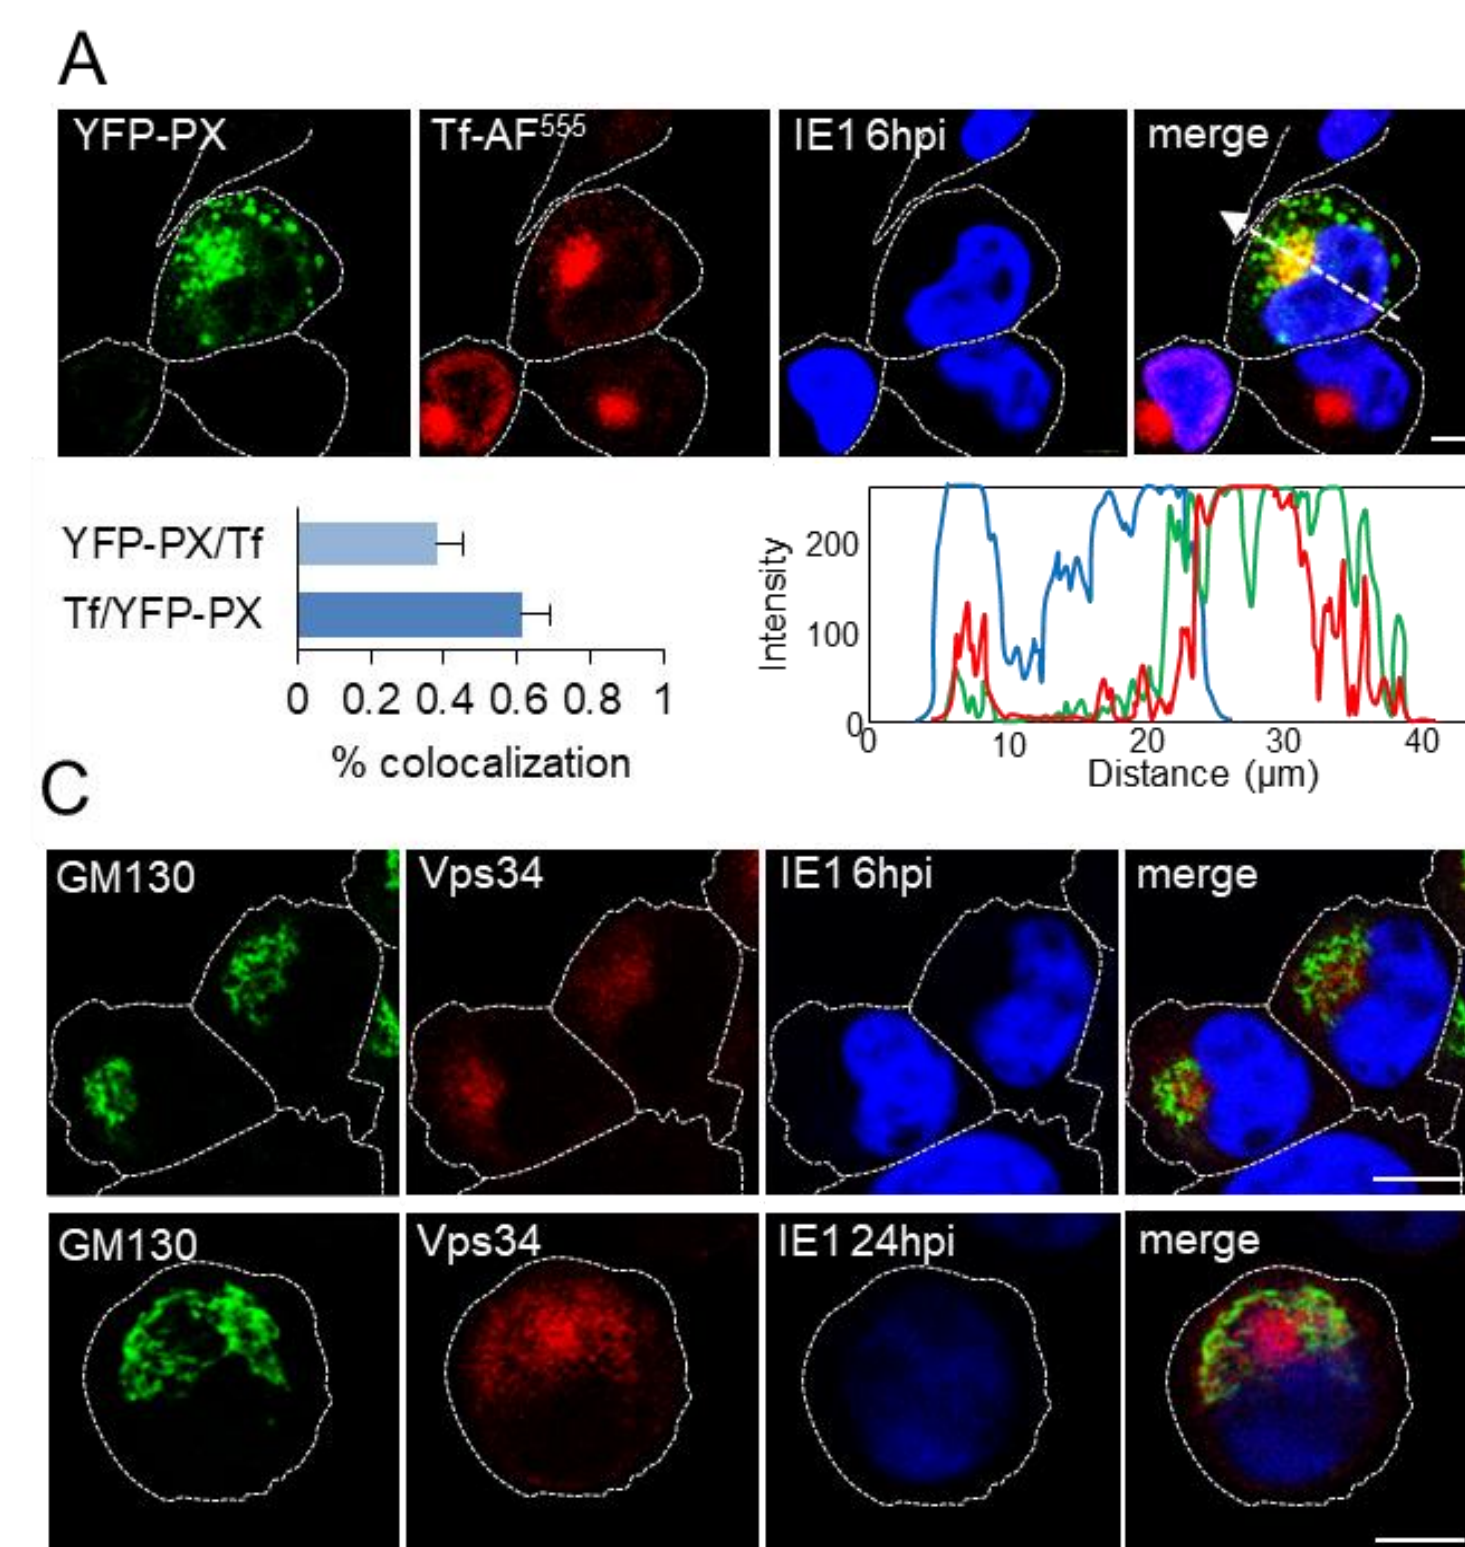 A
YFP-PX
Tf-AF555
IE1 6hpi
merge
YFP-PX/Tf
Tf/YFP-PX
0 0.2 0.4 0.6 0.8 1
% colocalization
Intensity
200
100
0
0 10 20 30 40
Distance (µm)
C
GM130
Vps34
IE1 6hpi
merge
GM130
Vps34
IE1 24hpi
merge